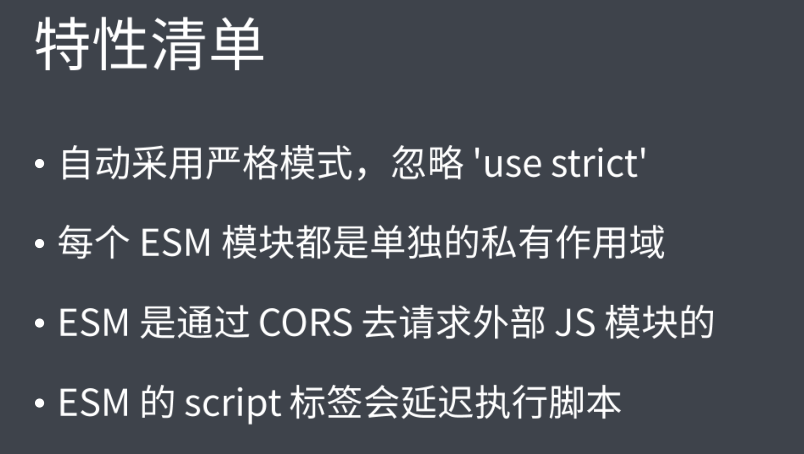 特性清单
• 自动采用严格模式，忽略 'use strict'
• 每个 ESM 模块都是单独的私有作用域
• ESM 是通过 CORS 去请求外部 JS 模块的
• ESM 的 script 标签会延迟执行脚本